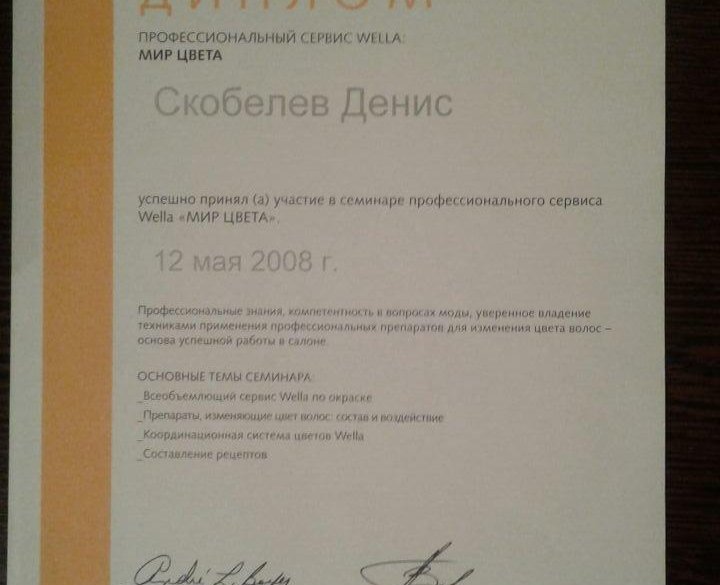 ДИПЛОМ
ПРОФЕССИОНАЛЬНЫЙ СЕРВИС WELLA:
МИР ЦВЕТА
Скобелев Денис
успешно принял (а) участие в семинаре профессионального сервиса
Wella «МИР ЦВЕТА».
12 мая 2008 г.
Профессиональные знания, компетентность в вопросах моды, уверенное владение
техниками применения профессиональных препаратов для изменения цвета волос –
основа успешной работы в салоне.
ОСНОВНЫЕ ТЕМЫ СЕМИНАРА:
_Всеобъемлющий сервис Wella по окраске
_Препараты, изменяющие цвет волос: состав и воздействие
_Координационная система цветов Wella
_Составление рецептов